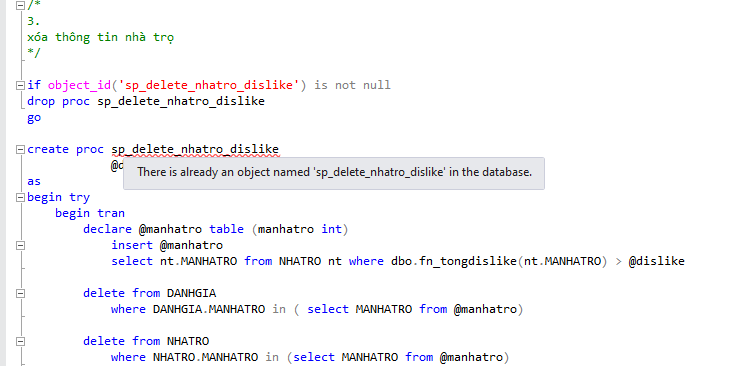 /*
3.
xóa thông tin nhà trọ
*/
if object_id('sp_delete_nhatro_dislike') is not null
drop proc sp_delete_nhatro_dislike
go
create proc sp_delete_nhatro_dislike
There is already an object named 'sp_delete_nhatro_dislike' in the database.
as
begin try
begin tran
declare @manhatro table (manhatro int)
insert @manhatro
select nt.MANHATRO from NHATRO nt where dbo.fn_tongdislike(nt.MANHATRO) > @dislike
delete from DANHGIA
where DANHGIA.MANHATRO in ( select MANHATRO from @manhatro)
delete from NHATRO
where NHATRO.MANHATRO in (select MANHATRO from @manhatro)